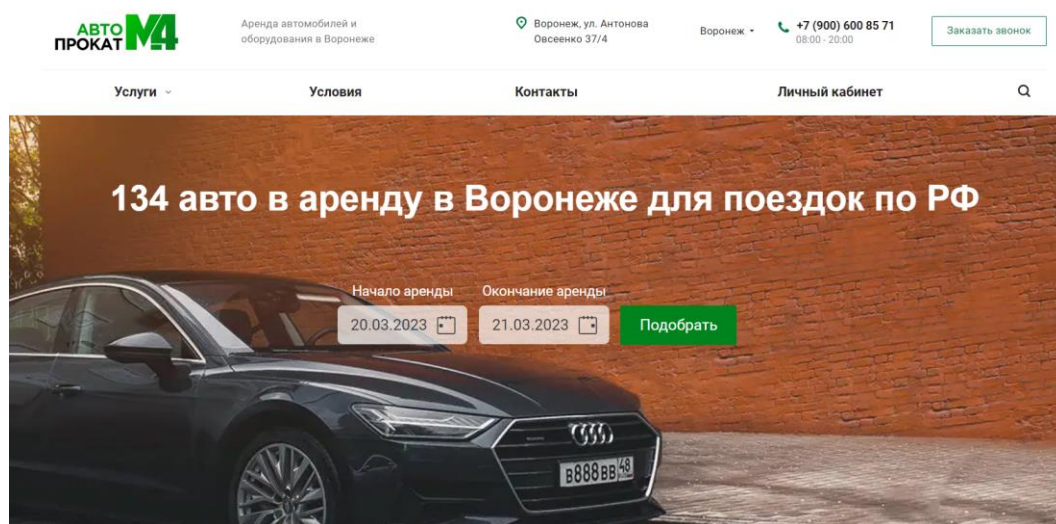 АВТО
ПРОКАТ М4
Аренда автомобилей и
оборудования в Воронеже
Воронеж, ул. Антонова
Овсеенко 37/4
Воронеж
+7 (900) 600 85 71
08:00 - 20:00
Заказать звонок
Услуги
Условия
Контакты
Личный кабинет
134 авто в аренду в Воронеже для поездок по РФ
Начало аренды
Окончание аренды
20.03.2023
21.03.2023
Подобрать
В888ВВ 48